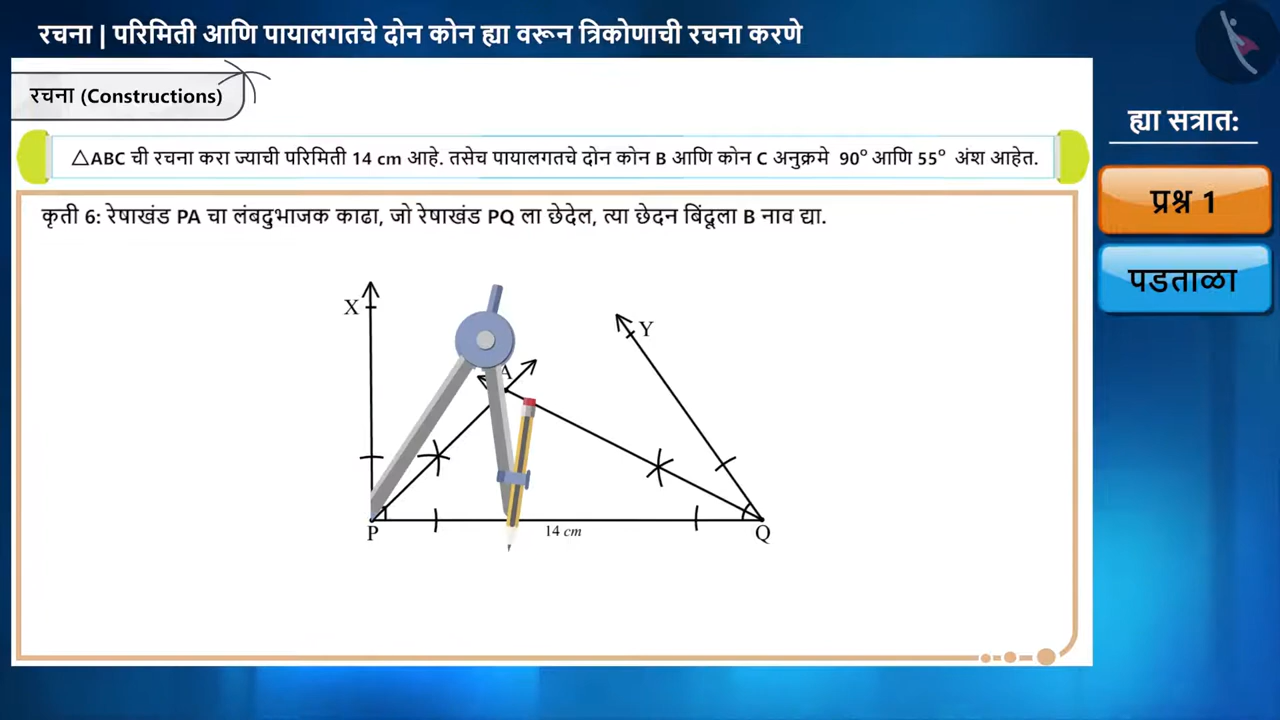 रचना | परिमिती आणि पायालगतचे दोन कोन ह्या वरून त्रिकोणाची रचना करणे
रचना (Constructions)
ह्या सत्रात:
△ABC ची रचना करा ज्याची परिमिती 14 cm आहे. तसेच पायालगतचे दोन कोन B आणि कोन C अनुक्रमे 90° आणि 55° अंश आहेत.
प्रश्न 1
कृती 6: रेषाखंड PA चा लंबदुभाजक काढा, जो रेषाखंड PQ ला छेदेल, त्या छेदन बिंदूला B नाव द्या.
पडताळा
X
Y
A
P
14 cm
Q